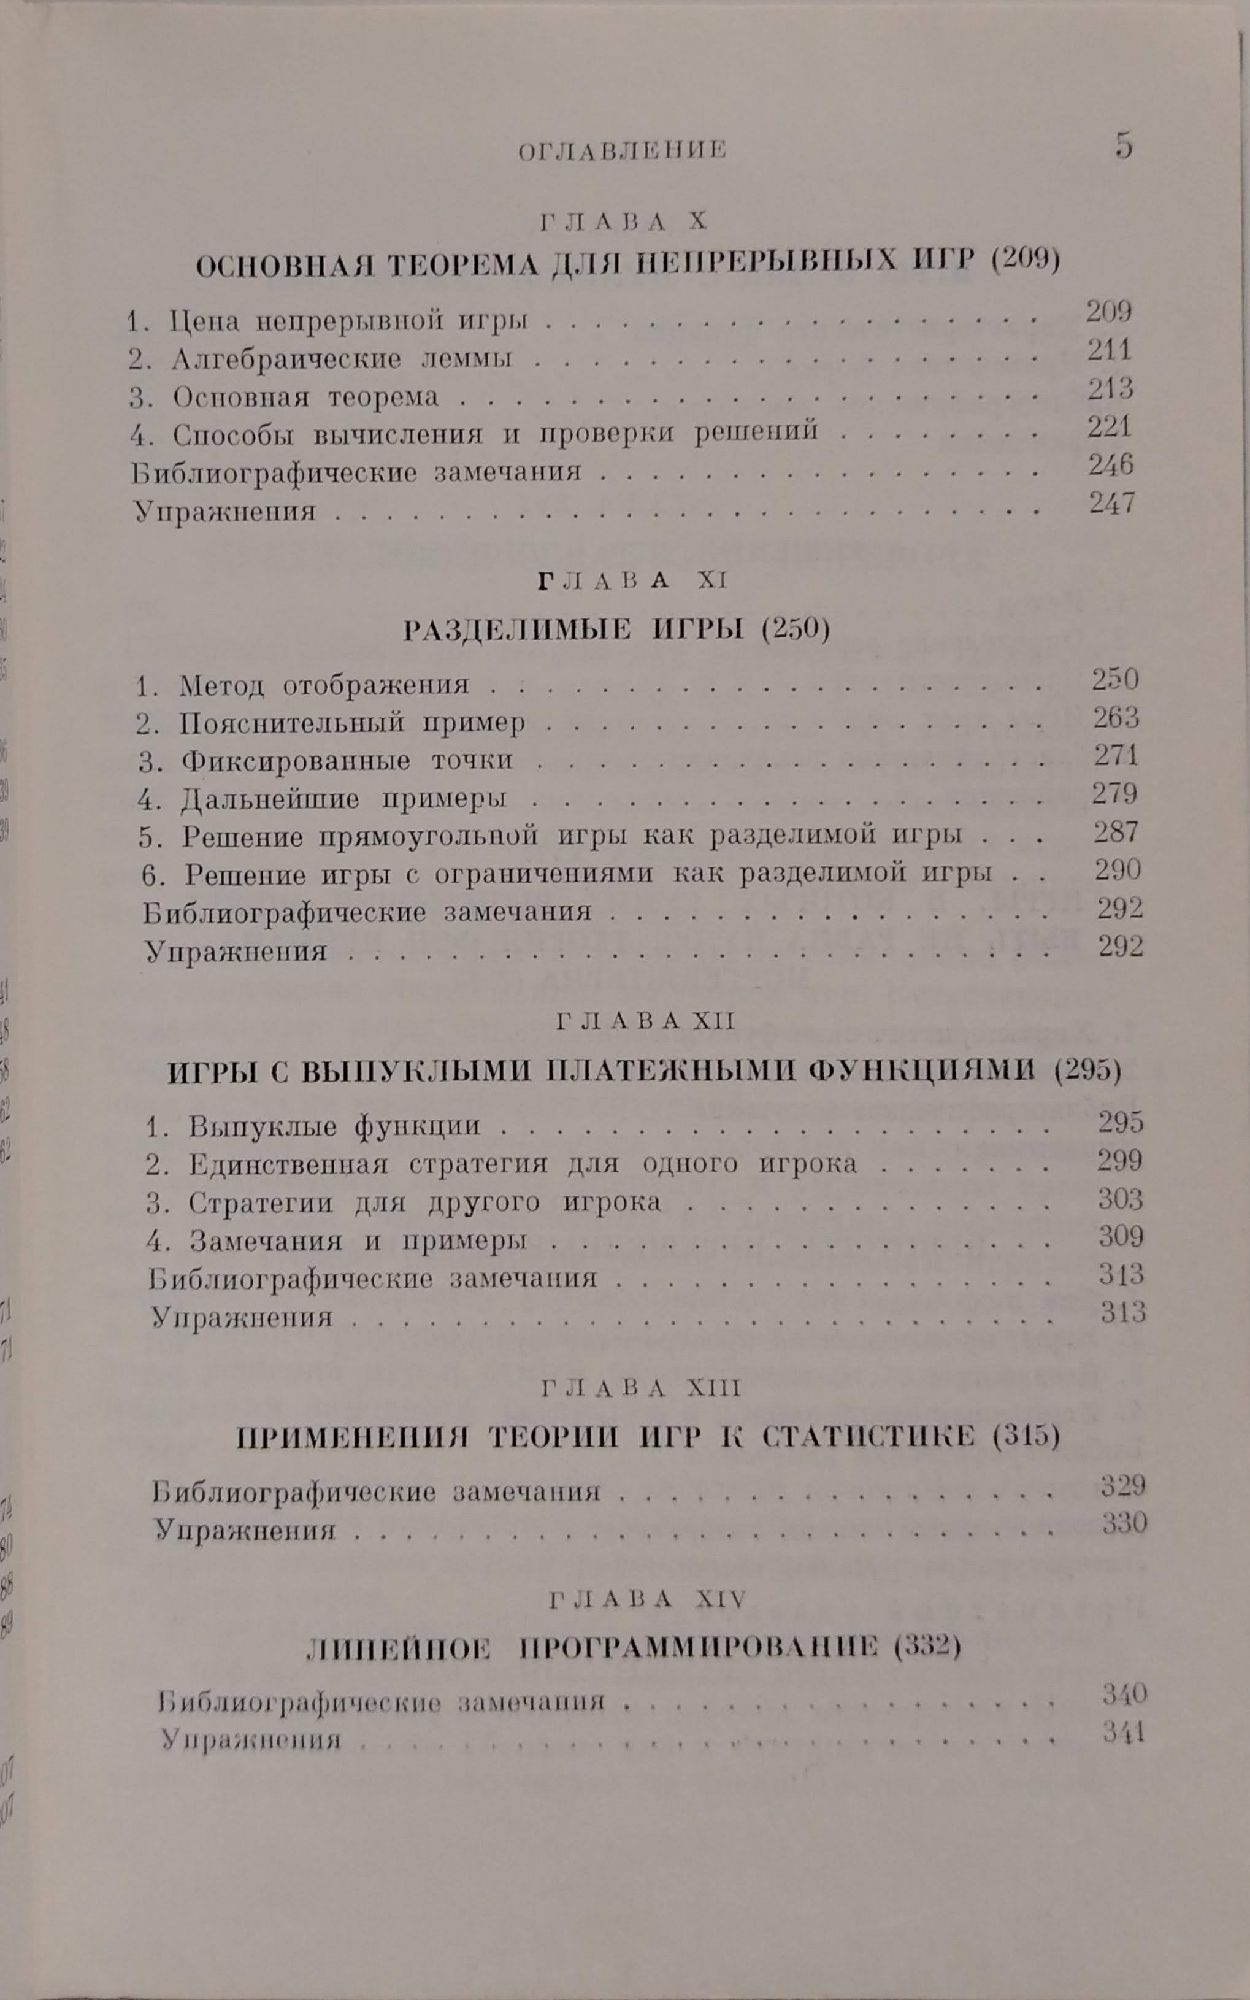 ОГЛАВЛЕНИЕ 5
ГЛАВА X
ОСНОВНАЯ ТЕОРЕМА ДЛЯ НЕПРЕРЫВНЫХ ИГР (209)
1. Цена непрерывной игры . . . . . . . . . . . . . . . . . . . 209
2. Алгебраические леммы . . . . . . . . . . . . . . . . . . . 211
3. Основная теорема . . . . . . . . . . . . . . . . . . . . . . 213
4. Способы вычисления и проверки решений . . . . . . . . 221
Библиографические замечания . . . . . . . . . . . . . . . . . 246
Упражнения . . . . . . . . . . . . . . . . . . . . . . . . . . . 247
ГЛАВА XI
РАЗДЕЛИМЫЕ ИГРЫ (250)
1. Метод отображения . . . . . . . . . . . . . . . . . . . . . 250
2. Пояснительный пример . . . . . . . . . . . . . . . . . . . 263
3. Фиксированные точки . . . . . . . . . . . . . . . . . . . 271
4. Дальнейшие примеры . . . . . . . . . . . . . . . . . . . 279
5. Решение прямоугольной игры как разделимой игры . . . 287
6. Решение игры с ограничениями как разделимой игры . . 290
Библиографические замечания . . . . . . . . . . . . . . . . . 292
Упражнения . . . . . . . . . . . . . . . . . . . . . . . . . . . 292
ГЛАВА XII
ИГРЫ С ВЫПУКЛЫМИ ПЛАТЕЖНЫМИ ФУНКЦИЯМИ (295)
1. Выпуклые функции . . . . . . . . . . . . . . . . . . . . . 295
2. Единственная стратегия для одного игрока . . . . . . . 299
3. Стратегии для другого игрока . . . . . . . . . . . . . . 303
4. Замечания и примеры . . . . . . . . . . . . . . . . . . . 309
Библиографические замечания . . . . . . . . . . . . . . . . . 313
Упражнения . . . . . . . . . . . . . . . . . . . . . . . . . . . 313
ГЛАВА XIII
ПРИМЕНЕНИЯ ТЕОРИИ ИГР К СТАТИСТИКЕ (315)
Библиографические замечания . . . . . . . . . . . . . . . . . 329
Упражнения . . . . . . . . . . . . . . . . . . . . . . . . . . . 330
ГЛАВА XIV
ЛИНЕЙНОЕ ПРОГРАММИРОВАНИЕ (332)
Библиографические замечания . . . . . . . . . . . . . . . . . 340
Упражнения . . . . . . . . . . . . . . . . . . . . . . . . . . . 341